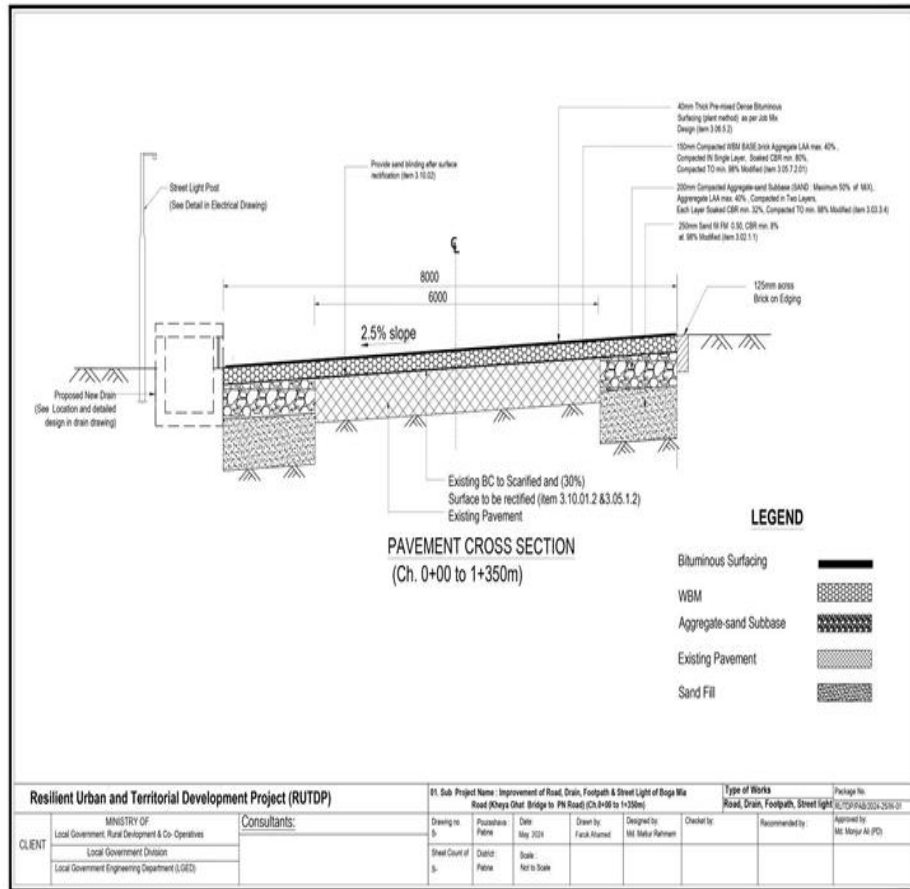 40mm Thick Pre-mixed Dense Bituminous
Surfacing (plant method) as per Job Mix
Design (item 3.06.5.2)
150mm Compacted WBM BASE,brick Aggregate LAA max. 40% ,
Compacted IN Single Layer, Soaked CBR min. 80%,
Compacted TO min. 98% Modified (item 3.05.7.2.01)
200mm Compacted Aggregate-sand Subbase (SAND : Maximum 50% of MIX),
Aggreregate LAA max. 40% , Compacted in Two Layers,
Each Layer Soaked CBR min. 32%, Compacted TO min. 98% Modified (item 3.03.3.4)
250mm Sand fill FM 0.50, CBR min. 8%
at 98% Modified (item 3.02.1.1)
Provide sand blinding after surface
rectification (item 3.10.02)
Street Light Post
(See Detail in Electrical Drawing)
8000
6000
125mm across
Brick on Edging
2.5% slope
Proposed New Drain
(See Location and detailed
design in drain drawing)
Existing BC to Scarified and (30%)
Surface to be rectified (item 3.10.01.2 &3.05.1.2)
Existing Pavement
PAVEMENT CROSS SECTION
(Ch. 0+00 to 1+350m)
LEGEND
Bituminous Surfacing
WBM
Aggregate-sand Subbase
Existing Pavement
Sand Fill
Resilient Urban and Territorial Development Project (RUTDP)
01. Sub Project Name : Improvement of Road, Drain, Footpath & Street Light of Boga Mia
Road (Kheya Ghat Bridge to PN Road) (Ch.0+00 to 1+350m)
Type of Works
Road, Drain, Footpath, Street light
Package No.
CLIENT
MINISTRY OF
Local Government, Rural Devlopment & Co- Operatives
Local Government Division
Local Government Engineering Department (LGED)
Consultants:
Drawing no
Pourashava :
Pabna
Date:
May, 2024
Drawn by:
Faruk Ahamed
Designed by:
Checket by:
Recommended by :
Approved by:
Md. Monjur Ali (PD)
Sheet Count of
District :
Pabna
Scale :
Not to Scale